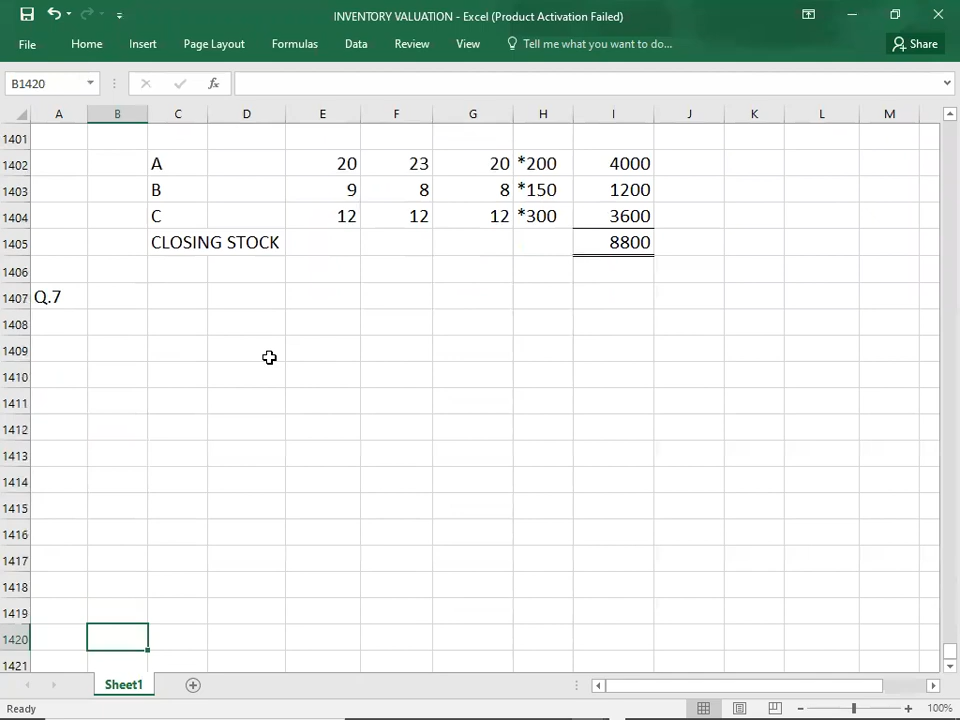 INVENTORY VALUATION - Excel (Product Activation Failed)
File Home Insert Page Layout Formulas Data Review View Tell me what you want to do... Share
B1420 fx
A B C D E F G H I J K L M
1401
1402 A 20 23 20 *200 4000
1403 B 9 8 8 *150 1200
1404 C 12 12 12 *300 3600
1405 CLOSING STOCK 8800
1406
1407 Q.7
1408
1409
1410
1411
1412
1413
1414
1415
1416
1417
1418
1419
1420
1421
Sheet1
Ready 100%